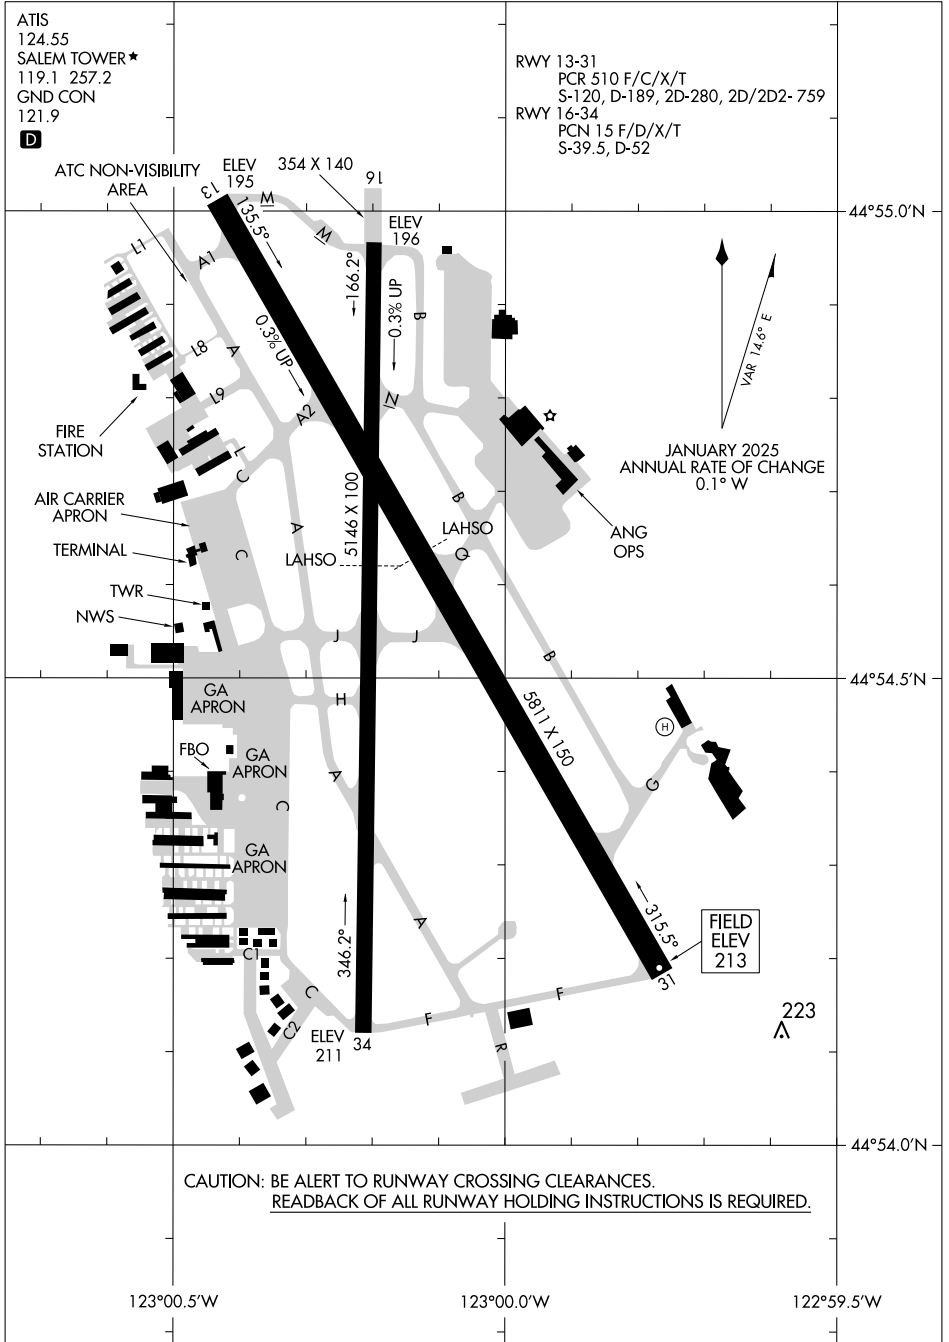 ATIS
124.55
SALEM TOWER★
119.1 257.2
GND CON
121.9
D
RWY 13-31
PCR 510 F/C/X/T
S-120, D-189, 2D-280, 2D/2D2-759
RWY 16-34
PCN 15 F/D/X/T
S-39.5, D-52
ATC NON-VISIBILITY
AREA
ELEV
195
354 X 140
16
13
135.5°
M
M
ELEV
196
44°55.0'N
L1
A1
166.2°
0.3% UP
B
VAR 14.6° E
0.3% UP
A
L8
L9
A2
N
FIRE
STATION
JANUARY 2025
ANNUAL RATE OF CHANGE
0.1° W
L
C
AIR CARRIER
APRON
5146 X 100
B
A
LAHSO
ANG
OPS
TERMINAL
C
LAHSO
Q
TWR
NWS
J
J
B
44°54.5'N
GA
APRON
H
5811 X 150
H
FBO
GA
APRON
A
G
C
GA
APRON
346.2°
A
315.5°
FIELD
ELEV
213
C1
31
C
F
F
223
C2
ELEV
211
34
R
44°54.0'N
CAUTION: BE ALERT TO RUNWAY CROSSING CLEARANCES.
READBACK OF ALL RUNWAY HOLDING INSTRUCTIONS IS REQUIRED.
123°00.5'W
123°00.0'W
122°59.5'W